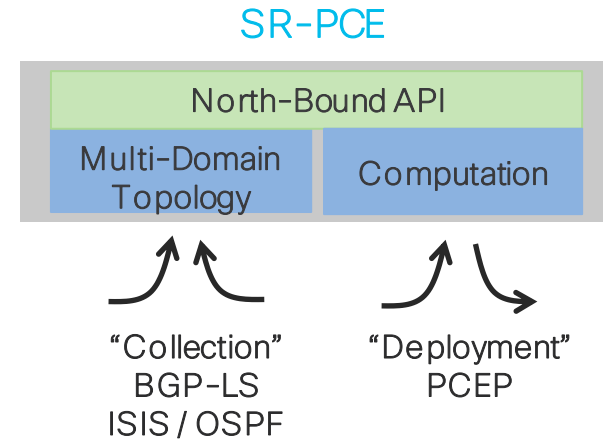 SR-PCE
North-Bound API
Multi-Domain
Topology
Computation
“Collection”
BGP-LS
ISIS / OSPF
“Deployment”
PCEP